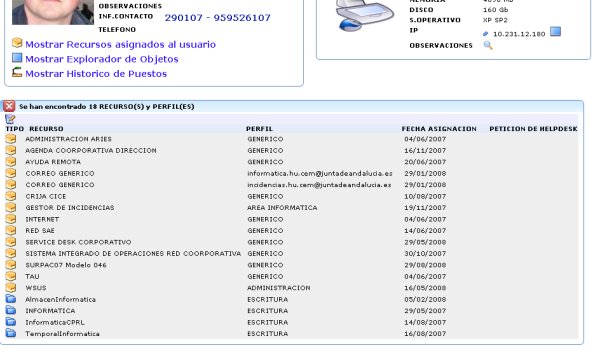 OBSERVACIONES
INF.CONTACTO 290107 - 959526107
TELEFONO
Mostrar Recursos asignados al usuario
Mostrar Explorador de Objetos
Mostrar Historico de Puestos
DISCO 160 Gb
S.OPERATIVO XP SP2
IP 10.231.12.180
OBSERVACIONES
Se han encontrado 18 RECURSO(S) y PERFIL(ES)
TIPO RECURSO PERFIL FECHA ASIGNACION PETICION DE HELPDESK
ADMINISTRACION ARIES GENERICO 04/06/2007
AGENDA COORPORATIVA DIRECCION GENERICO 16/11/2007
AYUDA REMOTA GENERICO 20/06/2007
CORREO GENERICO informatica.hu.cem@juntadeandalucia.es 29/01/2008
CORREO GENERICO incidencias.hu.cem@juntadeandalucia.es 29/01/2008
CRIJA CICE GENERICO 10/08/2007
GESTOR DE INCIDENCIAS AREA INFORMATICA 19/11/2007
INTERNET GENERICO 04/06/2007
RED SAE GENERICO 14/08/2007
SERVICE DESK CORPORATIVO GENERICO 29/05/2008
SISTEMA INTEGRADO DE OPERACIONES RED COORPORATIVA GENERICO 30/10/2007
SURPAC07 Modelo 046 GENERICO 29/08/2008
TAU GENERICO 04/06/2007
WSUS ADMINISTRACION 16/05/2008
AlmacenInformatica ESCRITURA 05/02/2008
INFORMATICA ESCRITURA 29/05/2007
InformaticaCPRL ESCRITURA 14/08/2007
TemporalInformatica ESCRITURA 16/08/2007